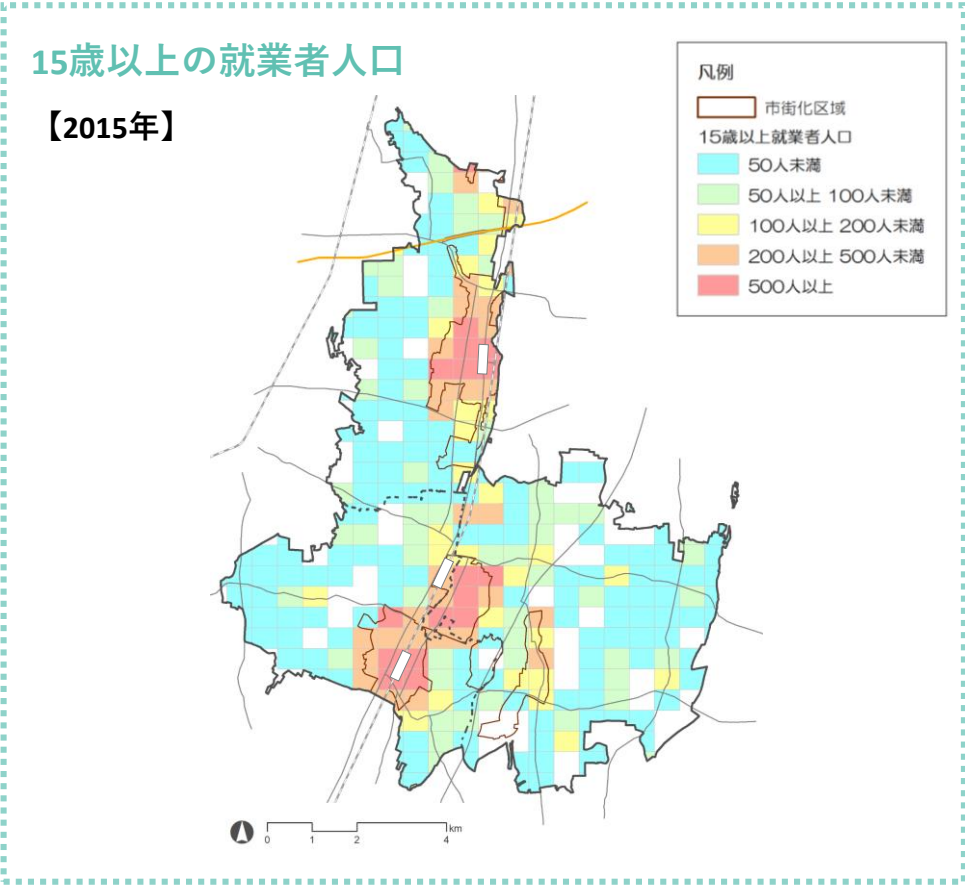 15歳以上の就業者人口
【2015年】
凡例
市街化区域
15歳以上就業者人口
50人未満
50人以上 100人未満
100人以上 200人未満
200人以上 500人未満
500人以上
km
0 1 2 4